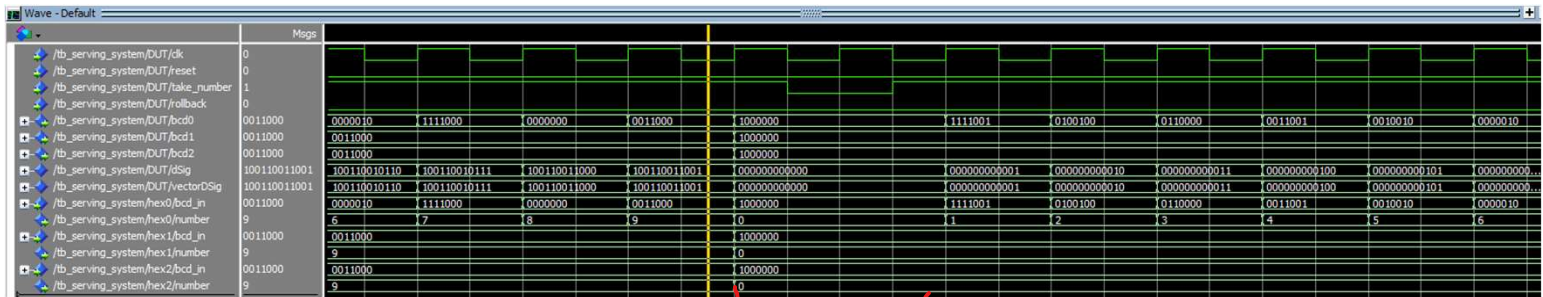 Wave - Default
Msgs
/tb_serving_system/DUT/clk 0
/tb_serving_system/DUT/reset 0
/tb_serving_system/DUT/take_number 1
/tb_serving_system/DUT/rollback 0
/tb_serving_system/DUT/bcd0 0011000 0000010 1111000 0000000 0011000 1000000 1111001 0100100 0110000 0011001 0010010 0000010
/tb_serving_system/DUT/bcd1 0011000 0011000 1000000
/tb_serving_system/DUT/bcd2 0011000 0011000 1000000
/tb_serving_system/DUT/dSig 100110011001 100110010110 100110010111 100110011000 100110011001 000000000000 000000000001 000000000010 000000000011 000000000100 000000000101 000000000...
/tb_serving_system/DUT/vectorDSig 100110011001 100110010110 100110010111 100110011000 100110011001 000000000000 000000000001 000000000010 000000000011 000000000100 000000000101 000000000...
/tb_serving_system/hex0/bcd_in 0011000 0000010 1111000 0000000 0011000 1000000 1111001 0100100 0110000 0011001 0010010 0000010
/tb_serving_system/hex0/number 9 6 7 8 9 0 1 2 3 4 5 6
/tb_serving_system/hex1/bcd_in 0011000 0011000 1000000
/tb_serving_system/hex1/number 9 9 0
/tb_serving_system/hex2/bcd_in 0011000 0011000 1000000
/tb_serving_system/hex2/number 9 9 0